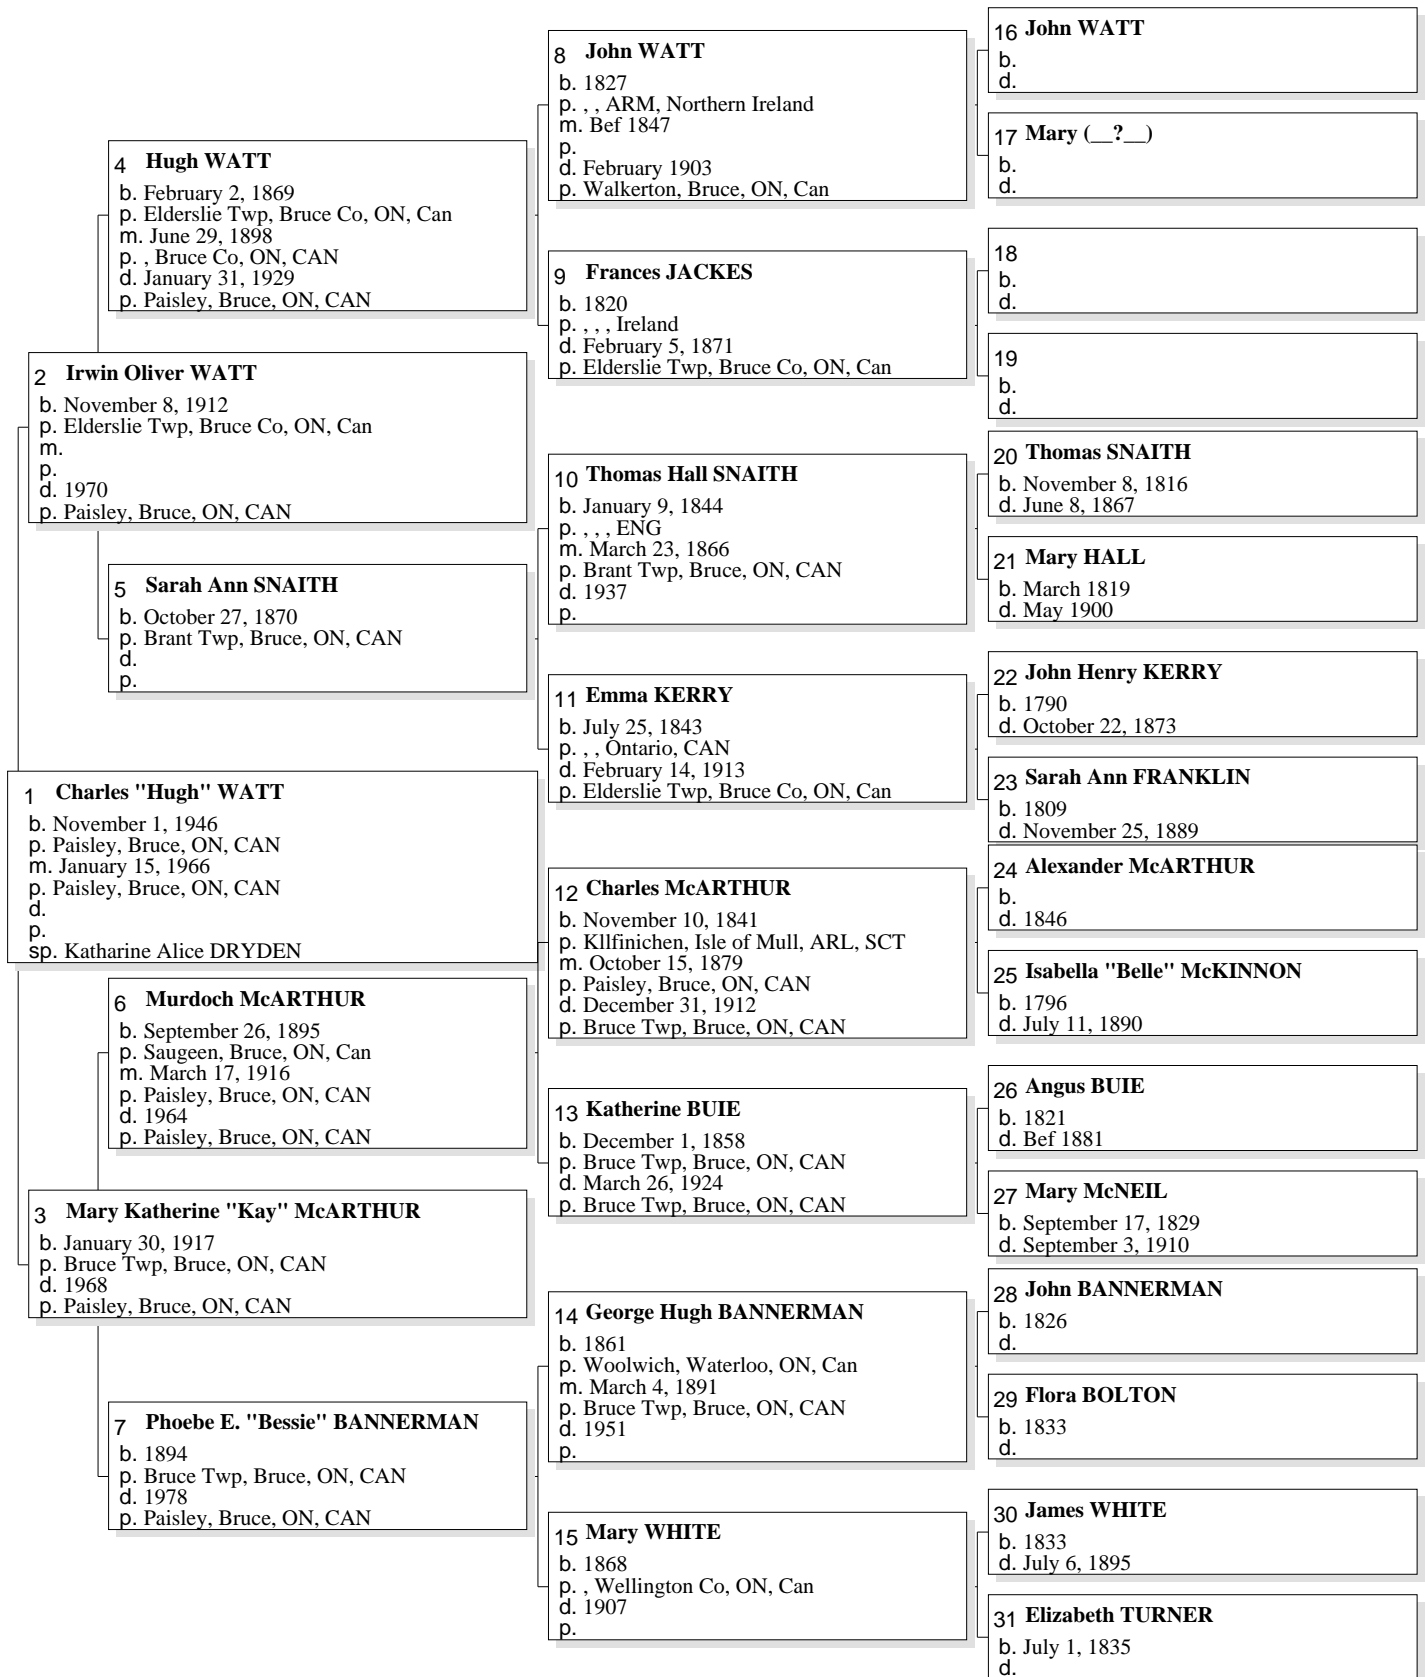 1 Charles "Hugh" WATT
b. November 1, 1946
p. Paisley, Bruce, ON, CAN
m. January 15, 1966
p. Paisley, Bruce, ON, CAN
d.
p.
sp. Katharine Alice DRYDEN
2 Irwin Oliver WATT
b. November 8, 1912
p. Elderslie Twp, Bruce Co, ON, Can
m.
p.
d. 1970
p. Paisley, Bruce, ON, CAN
3 Mary Katherine "Kay" McARTHUR
b. January 30, 1917
p. Bruce Twp, Bruce, ON, CAN
d. 1968
p. Paisley, Bruce, ON, CAN
4 Hugh WATT
b. February 2, 1869
p. Elderslie Twp, Bruce Co, ON, Can
m. June 29, 1898
p. , Bruce Co, ON, CAN
d. January 31, 1929
p. Paisley, Bruce, ON, CAN
5 Sarah Ann SNAITH
b. October 27, 1870
p. Brant Twp, Bruce, ON, CAN
d.
p.
6 Murdoch McARTHUR
b. September 26, 1895
p. Saugeen, Bruce, ON, Can
m. March 17, 1916
p. Paisley, Bruce, ON, CAN
d. 1964
p. Paisley, Bruce, ON, CAN
7 Phoebe E. "Bessie" BANNERMAN
b. 1894
p. Bruce Twp, Bruce, ON, CAN
d. 1978
p. Paisley, Bruce, ON, CAN
8 John WATT
b. 1827
p. , , ARM, Northern Ireland
m. Bef 1847
p.
d. February 1903
p. Walkerton, Bruce, ON, Can
9 Frances JACKES
b. 1820
p. , , , Ireland
d. February 5, 1871
p. Elderslie Twp, Bruce Co, ON, Can
10 Thomas Hall SNAITH
b. January 9, 1844
p. , , , ENG
m. March 23, 1866
p. Brant Twp, Bruce, ON, CAN
d. 1937
p.
11 Emma KERRY
b. July 25, 1843
p. , , Ontario, CAN
d. February 14, 1913
p. Elderslie Twp, Bruce Co, ON, Can
12 Charles McARTHUR
b. November 10, 1841
p. Kllfinichen, Isle of Mull, ARL, SCT
m. October 15, 1879
p. Paisley, Bruce, ON, CAN
d. December 31, 1912
p. Bruce Twp, Bruce, ON, CAN
13 Katherine BUIE
b. December 1, 1858
p. Bruce Twp, Bruce, ON, CAN
d. March 26, 1924
p. Bruce Twp, Bruce, ON, CAN
14 George Hugh BANNERMAN
b. 1861
p. Woolwich, Waterloo, ON, Can
m. March 4, 1891
p. Bruce Twp, Bruce, ON, CAN
d. 1951
p.
15 Mary WHITE
b. 1868
p. , Wellington Co, ON, Can
d. 1907
p.
16 John WATT
b.
d.
17 Mary (__?__)
b.
d.
18
b.
d.
19
b.
d.
20 Thomas SNAITH
b. November 8, 1816
d. June 8, 1867
21 Mary HALL
b. March 1819
d. May 1900
22 John Henry KERRY
b. 1790
d. October 22, 1873
23 Sarah Ann FRANKLIN
b. 1809
d. November 25, 1889
24 Alexander McARTHUR
b.
d. 1846
25 Isabella "Belle" McKINNON
b. 1796
d. July 11, 1890
26 Angus BUIE
b. 1821
d. Bef 1881
27 Mary McNEIL
b. September 17, 1829
d. September 3, 1910
28 John BANNERMAN
b. 1826
d.
29 Flora BOLTON
b. 1833
d.
30 James WHITE
b. 1833
d. July 6, 1895
31 Elizabeth TURNER
b. July 1, 1835
d.